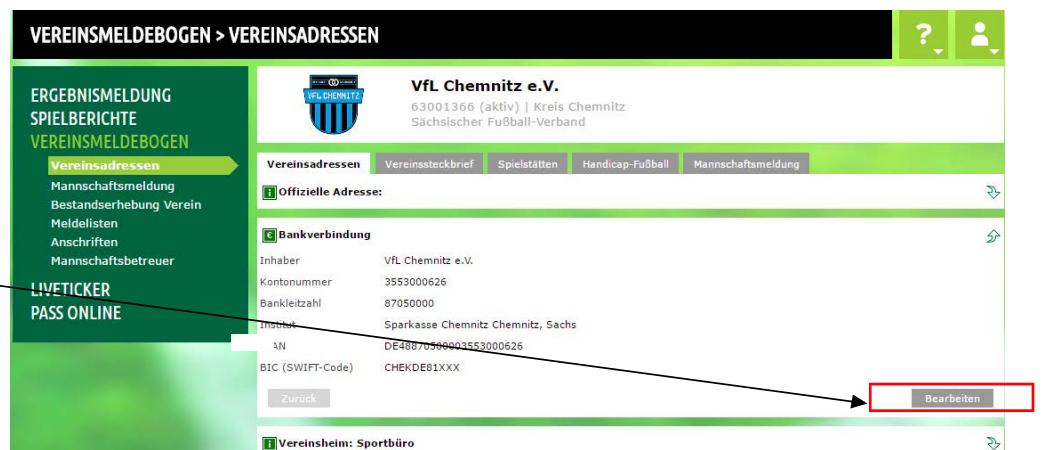 VEREINSMELDEBOGEN > VEREINSADRESSEN
?
ERGEBNISMELDUNG
SPIELBERICHTE
VEREINSMELDEBOGEN
Vereinsadressen
Mannschaftsmeldung
Bestandserhebung Verein
Meldelisten
Anschriften
Mannschaftsbetreuer
LIVETICKER
PASS ONLINE
VFL CHEMNITZ
VfL Chemnitz e.V.
63001366 (aktiv) | Kreis Chemnitz
Sächsischer Fußball-Verband
Vereinsadressen Vereinssteckbrief Spielstätten Handicap-Fußball Mannschaftsmeldung
i Offizielle Adresse:
€ Bankverbindung
Inhaber VfL Chemnitz e.V.
Kontonummer 3553000626
Bankleitzahl 87050000
Institut Sparkasse Chemnitz Chemnitz, Sachs
AN DE48870500003553000626
BIC (SWIFT-Code) CHEKDE81XXX
Zurück Bearbeiten
i Vereinsheim: Sportbüro